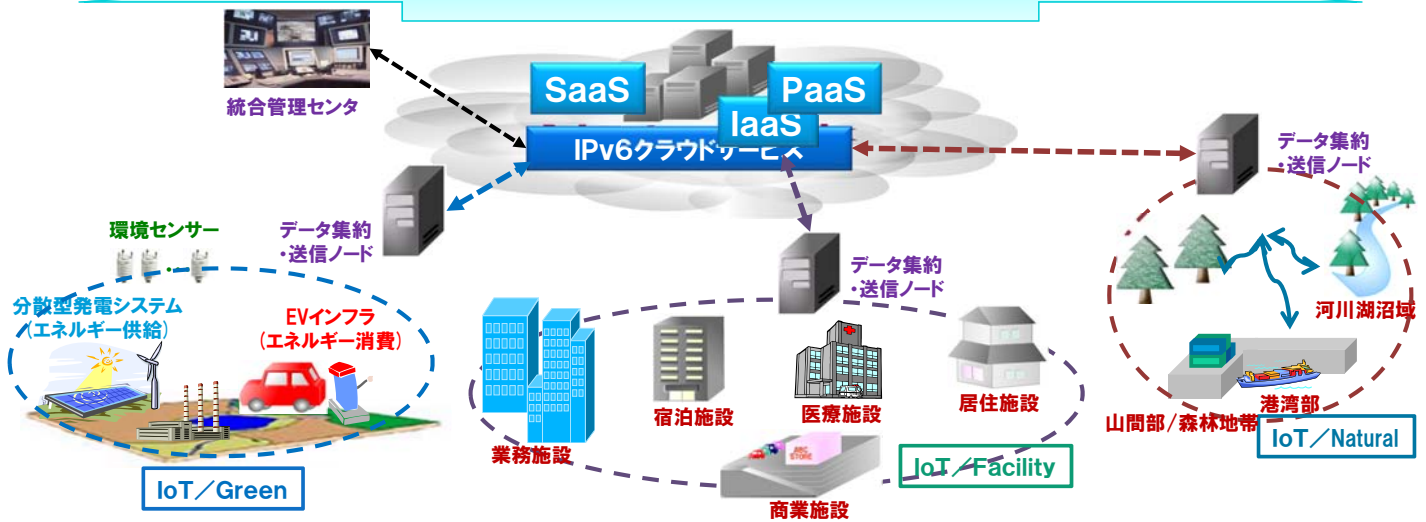 SaaS
PaaS
IaaS
IPv6クラウドサービス
統合管理センタ
データ集約
・送信ノード
環境センサー
データ集約
・送信ノード
データ集約
・送信ノード
分散型発電システム
(エネルギー供給)
EVインフラ
(エネルギー消費)
河川湖沼域
宿泊施設
医療施設
居住施設
港湾部
山間部/森林地帯
業務施設
ABC
STORE
商業施設
IoT/Green
IoT/Facility
IoT/Natural